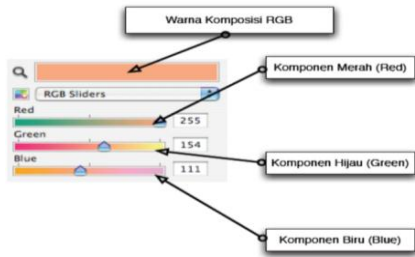 Warna Komposisi RGB
RGB Sliders
Komponen Merah (Red)
Red
255
Green
154
Komponen Hijau (Green)
Blue
111
Komponen Biru (Blue)